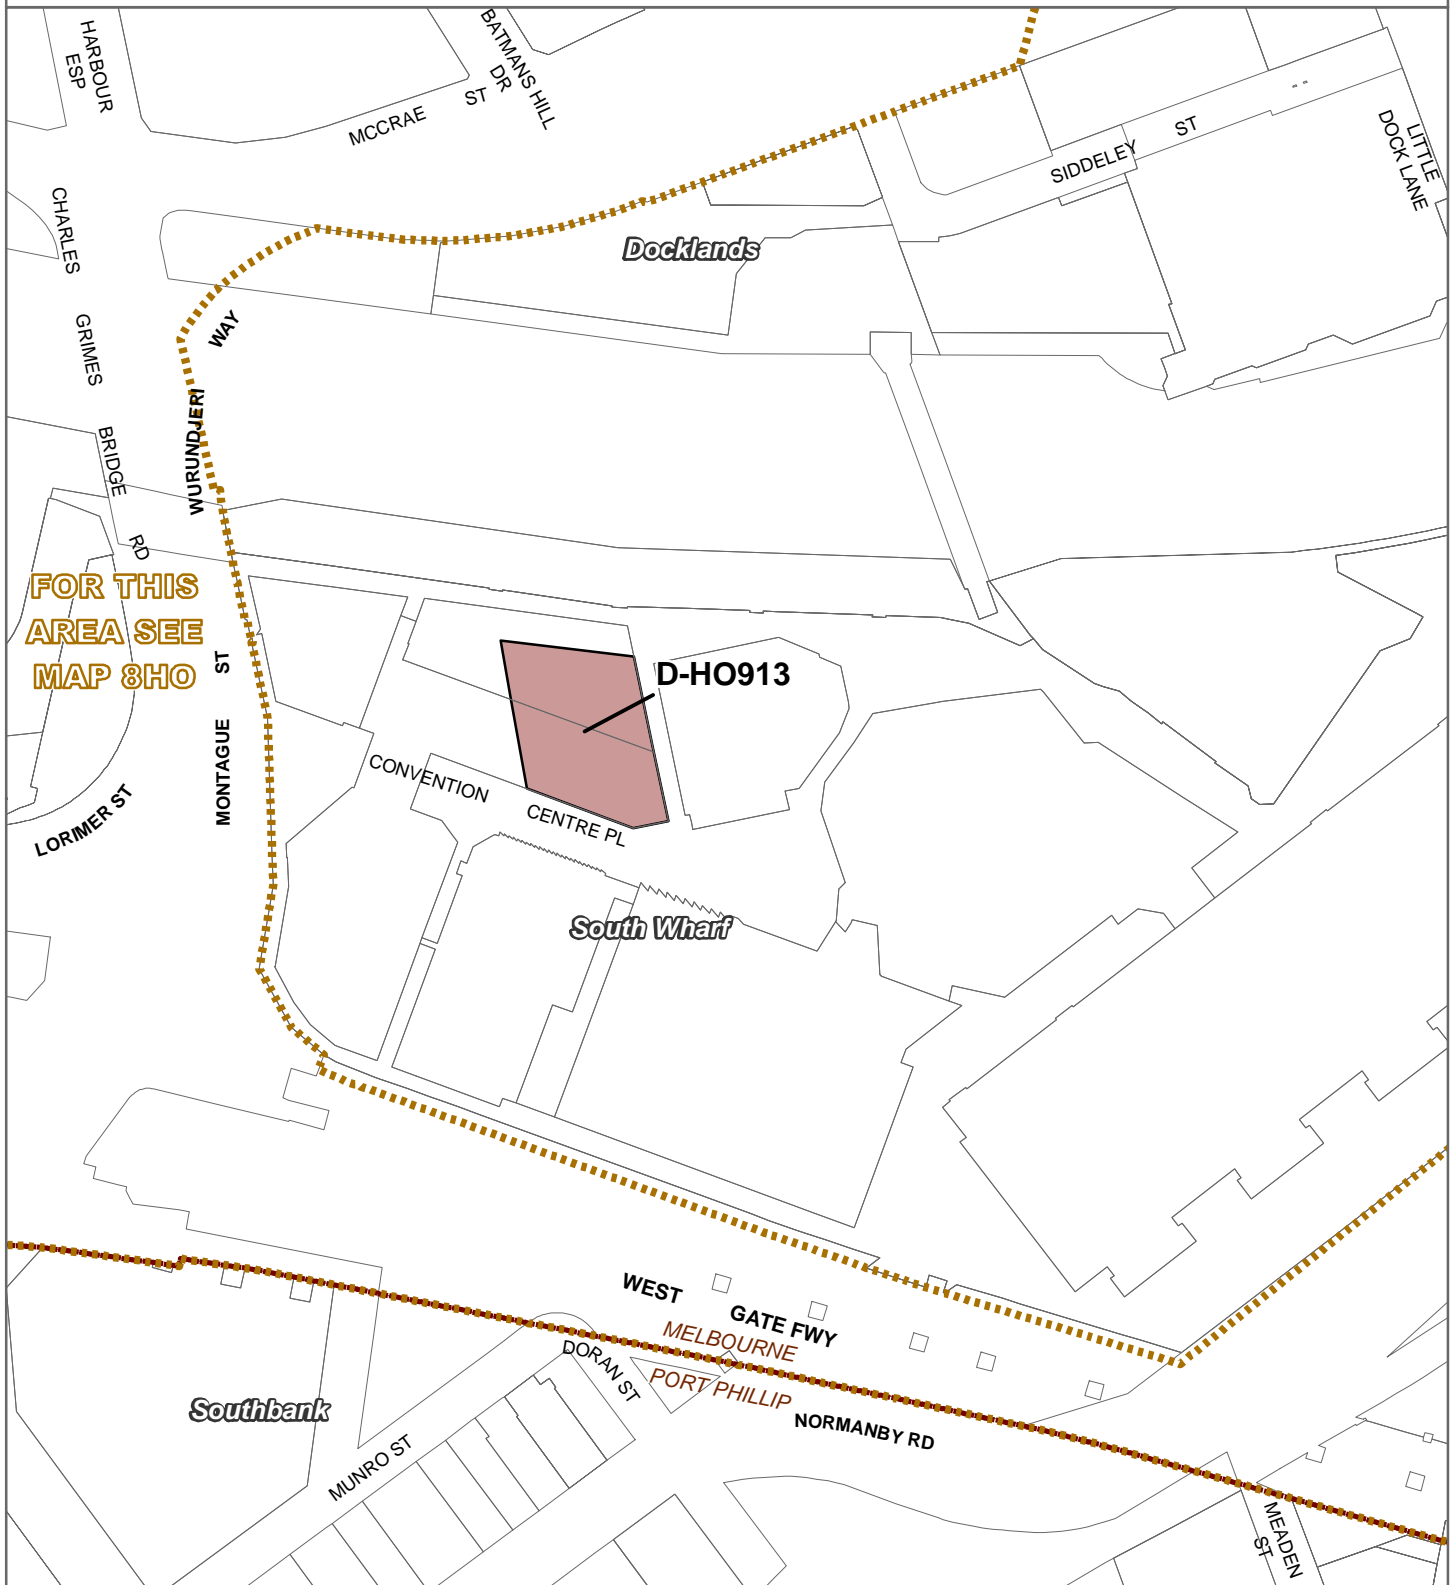 HARBOUR
ESP
BATMANS HILL
DR
MCCRAE
ST
SIDDELEY
ST
LITTLE
DOCK LANE
CHARLES
GRIMES
BRIDGE
RD
Docklands
WAY
WURUNDJERI
FOR THIS
AREA SEE
MAP 8HO
D-HO913
ST
MONTAGUE
CONVENTION
CENTRE PL
LORIMER ST
South Wharf
WEST
GATE FWY
MELBOURNE
DORAN ST
PORT PHILLIP
NORMANBY RD
Southbank
MUNRO ST
MEADEN
ST